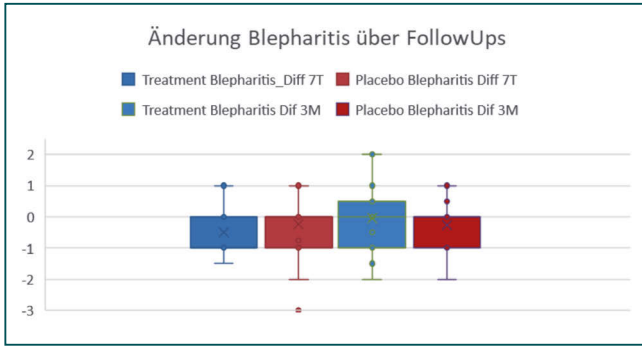 Änderung Blepharitis über FollowUps
Treatment Blepharitis_Diff 7T Placebo Blepharitis Diff 7T
Treatment Blepharitis Dif 3M Placebo Blepharitis Dif 3M
2
1
0
-1
-2
-3